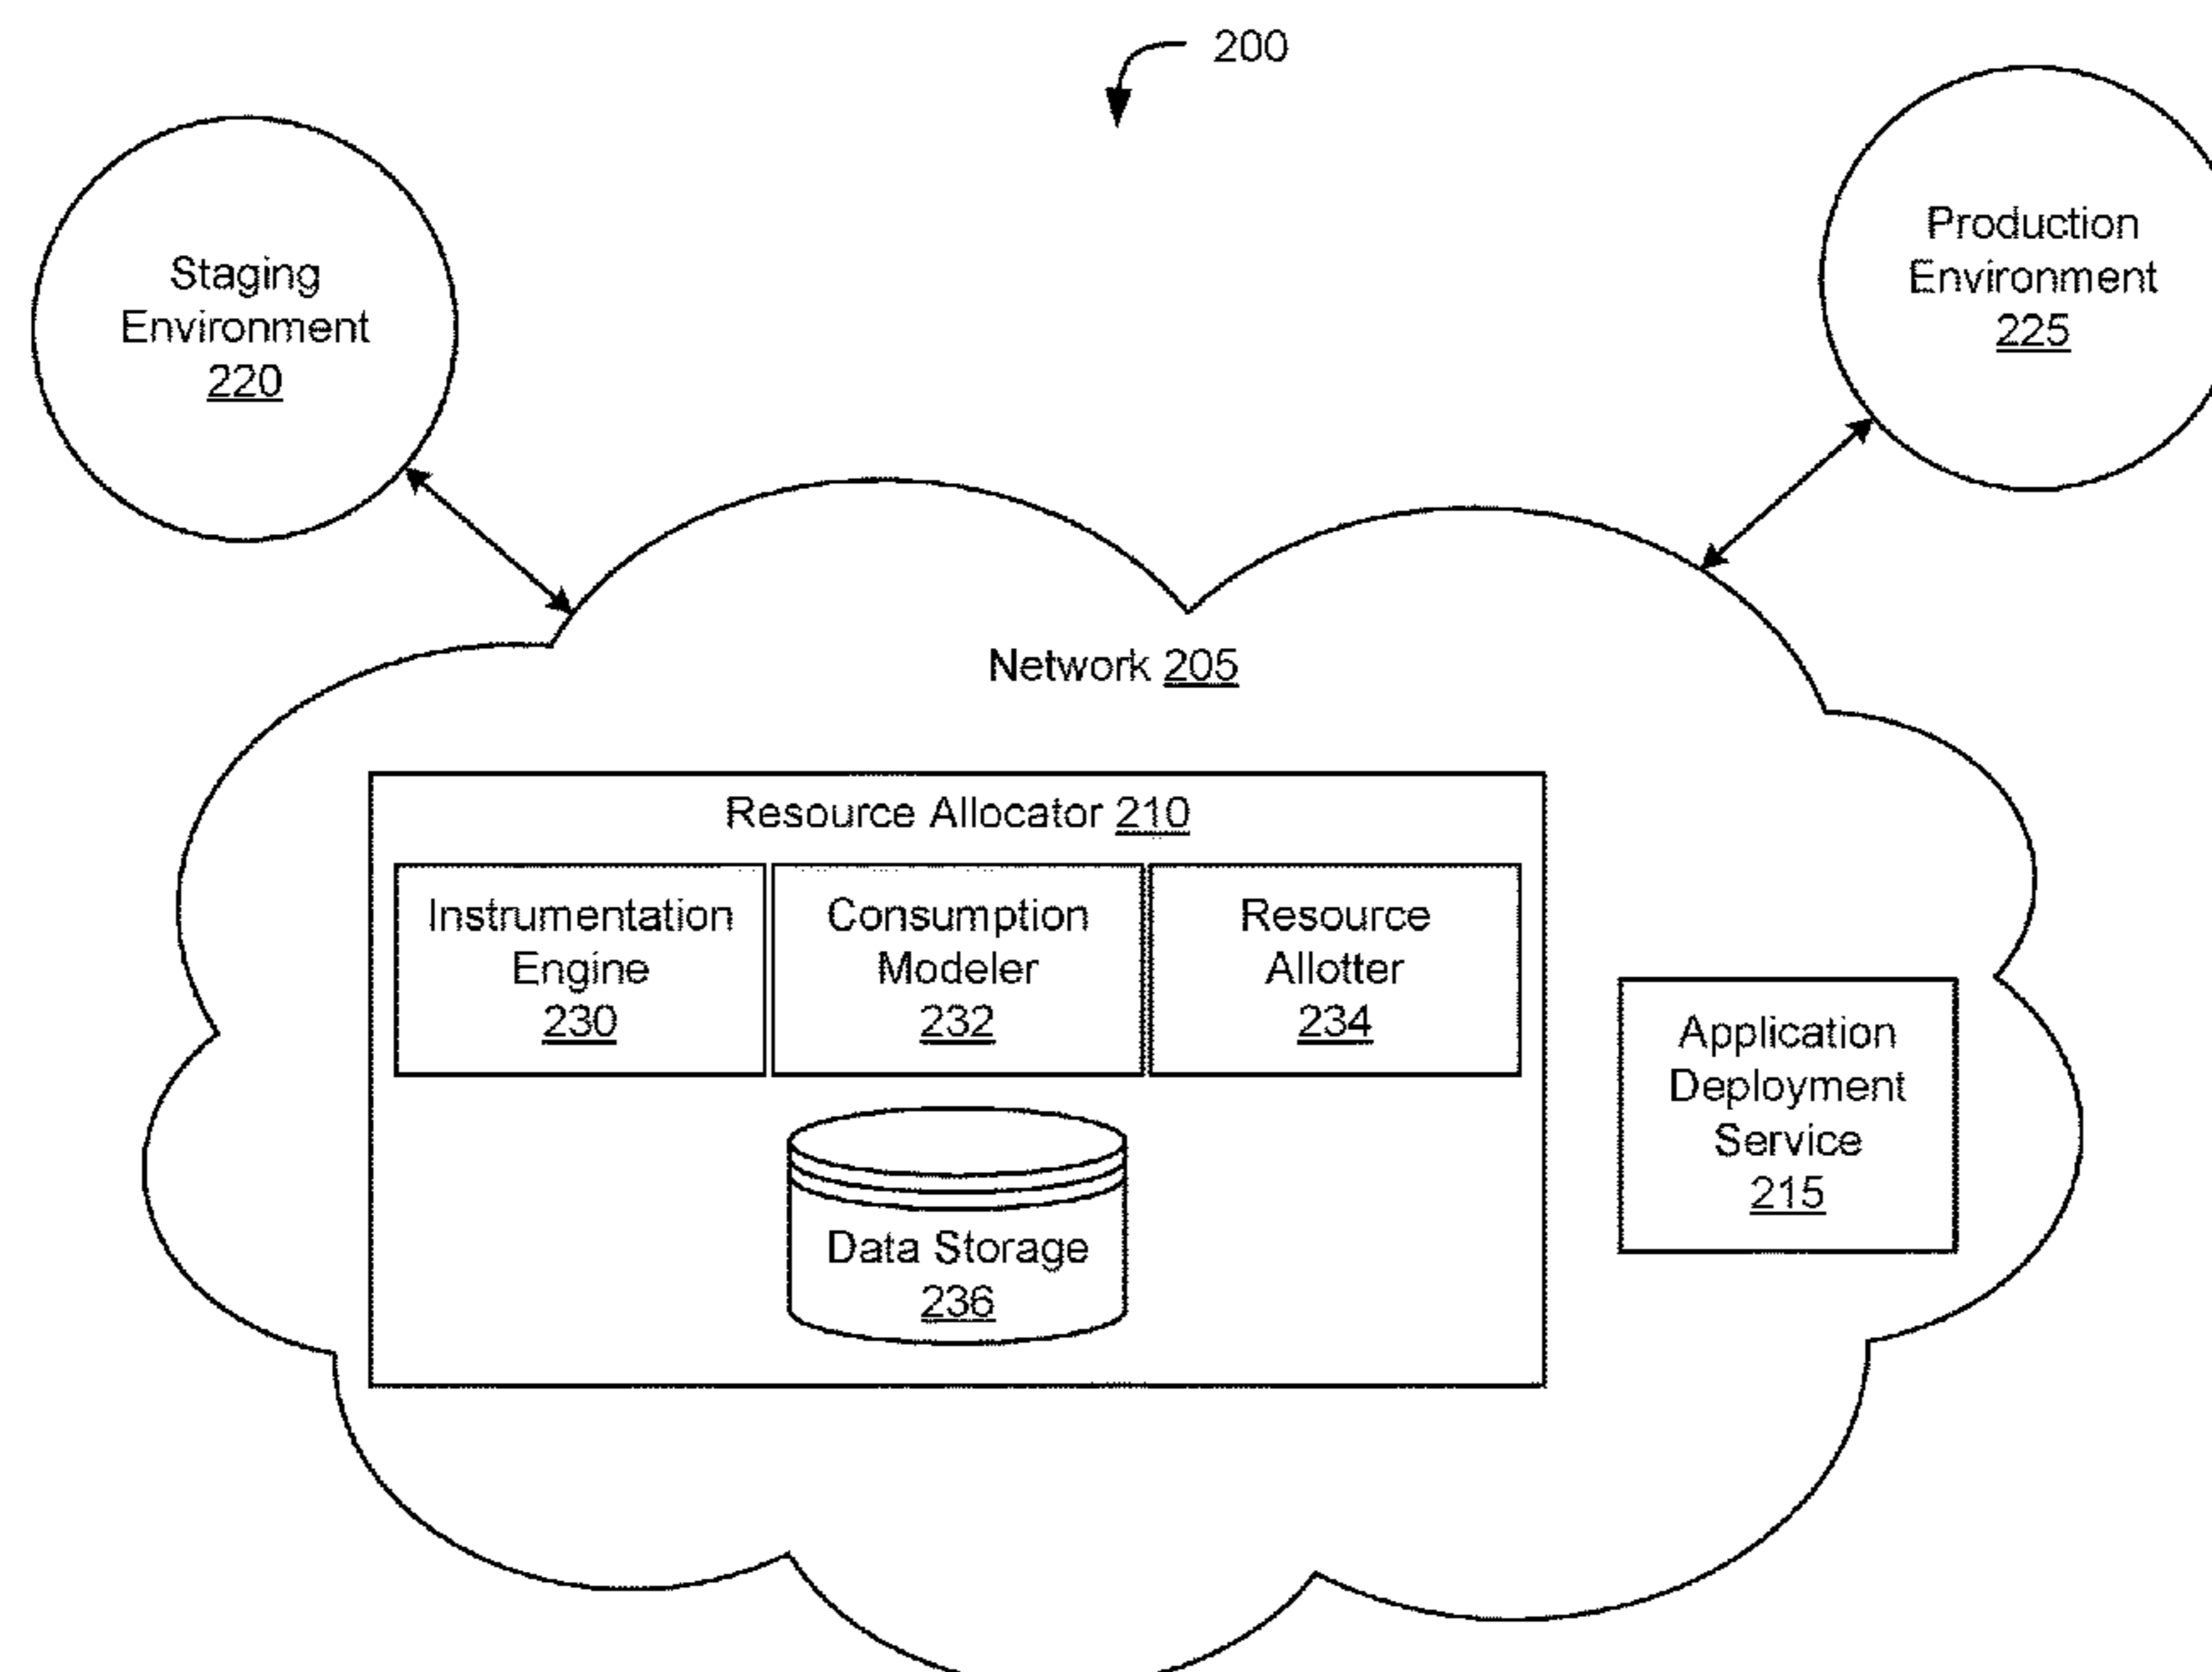 200
Staging
Environment
220
Production
Environment
225
Network 205
Resource Allocator 210
Instrumentation
Engine
230
Consumption
Modeler
232
Resource
Allotter
234
Data Storage
236
Application
Deployment
Service
215